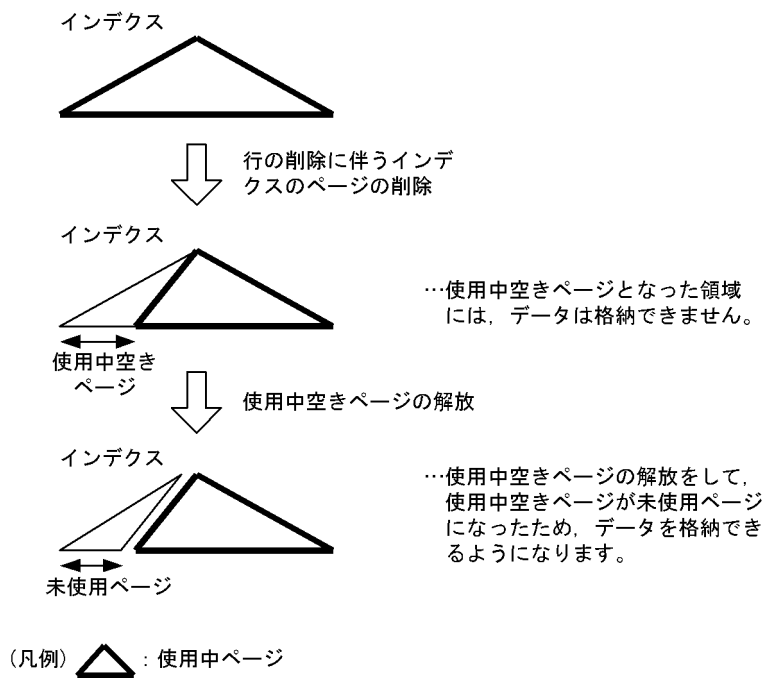 インデクス
行の削除に伴うインデ
クスのページの削除
インデクス
…使用中空きページとなった領域
には，データは格納できません。
使用中空き
ページ
使用中空きページの解放
インデクス
…使用中空きページの解放をして，
使用中空きページが未使用ページ
になったため，データを格納でき
るようになります。
未使用ページ
(凡例) ：使用中ページ